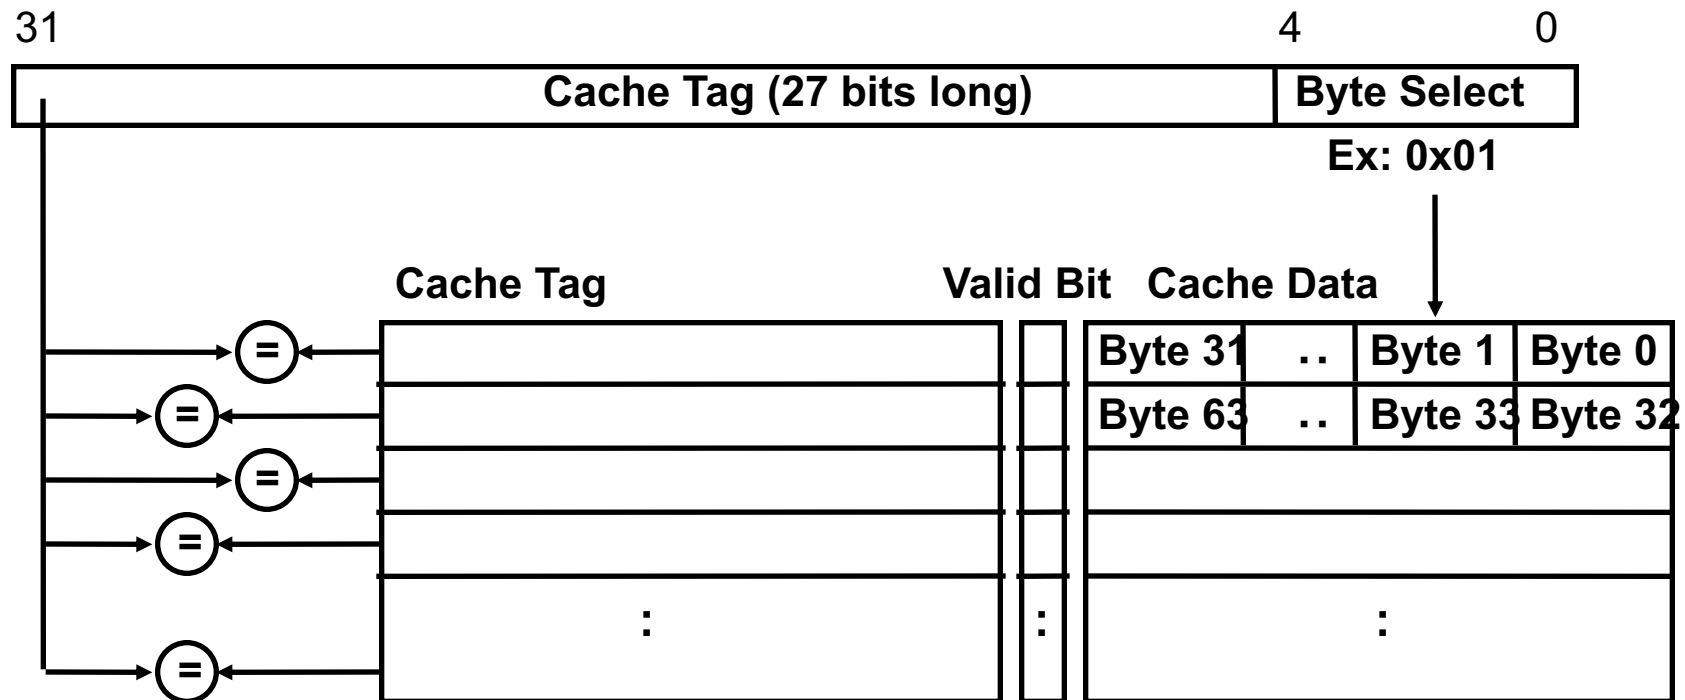 31 4 0
Cache Tag (27 bits long) Byte Select
Ex: 0x01
Cache Tag Valid Bit Cache Data
= Byte 31 .. Byte 1 Byte 0
= Byte 63 .. Byte 33 Byte 32
=
=
: : :
=